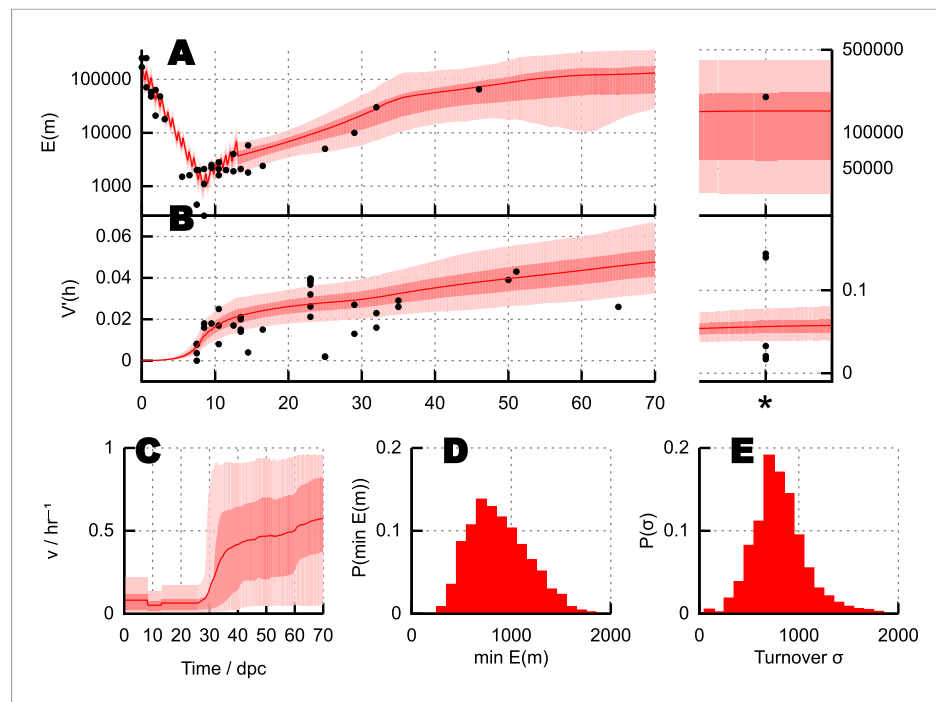 A
E(m)
100000
10000
1000
500000
100000
50000
B
V'(h)
0.06
0.04
0.02
0
0.1
0
0 10 20 30 40 50 60 70
*
C
ν / hr⁻¹
1
0.5
0
0 10 20 30 40 50 60 70
Time / dpc
D
P(min E(m))
0.2
0.1
0
0 1000 2000
min E(m)
E
P(σ)
0.2
0.1
0
0 1000 2000
Turnover σ